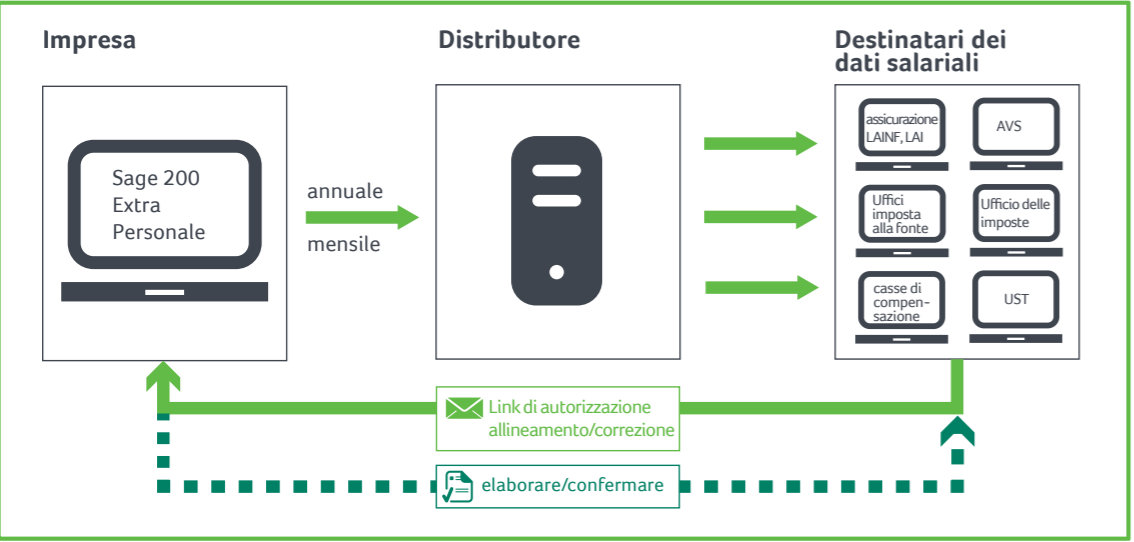 Impresa
Distributore
Destinatari dei
dati salariali
Sage 200
Extra
Personale
annuale
mensile
assicurazione
LAINF, LAI
AVS
Uffici
imposta
alla fonte
Ufficio delle
imposte
casse di
compen-
sazione
UST
Link di autorizzazione
allineamento/correzione
elaborare/confermare